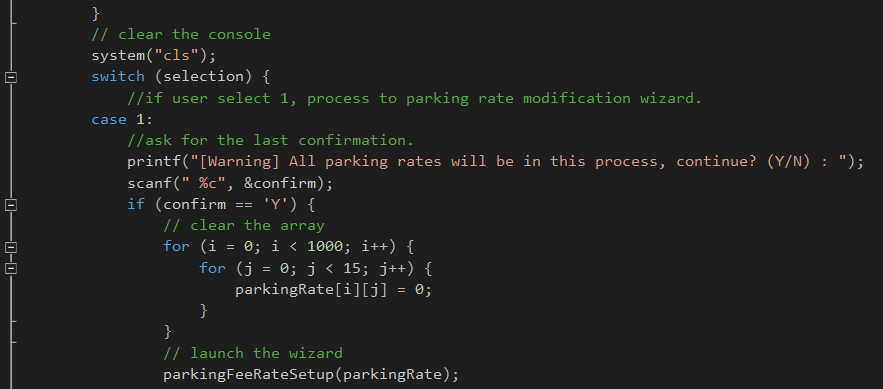 }
// clear the console
system("cls");
switch (selection) {
//if user select 1, process to parking rate modification wizard.
case 1:
//ask for the last confirmation.
printf("[Warning] All parking rates will be in this process, continue? (Y/N) : ");
scanf(" %c", &confirm);
if (confirm == 'Y') {
// clear the array
for (i = 0; i < 1000; i++) {
for (j = 0; j < 15; j++) {
parkingRate[i][j] = 0;
}
}
// launch the wizard
parkingFeeRateSetup(parkingRate);